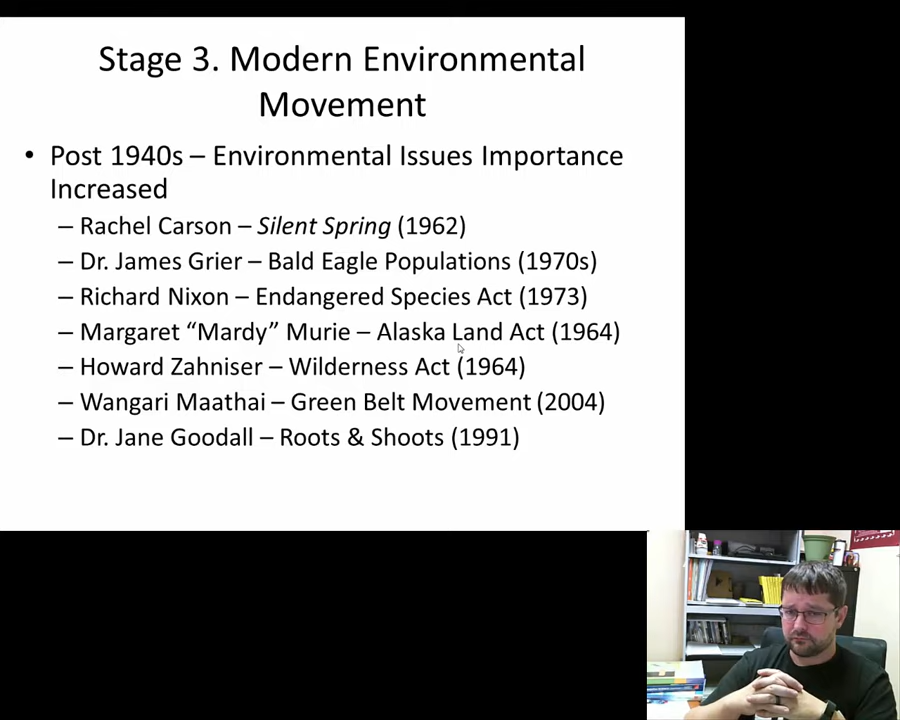 Stage 3. Modern Environmental
Movement
• Post 1940s – Environmental Issues Importance
Increased
– Rachel Carson – Silent Spring (1962)
– Dr. James Grier – Bald Eagle Populations (1970s)
– Richard Nixon – Endangered Species Act (1973)
– Margaret “Mardy” Murie – Alaska Land Act (1964)
– Howard Zahniser – Wilderness Act (1964)
– Wangari Maathai – Green Belt Movement (2004)
– Dr. Jane Goodall – Roots & Shoots (1991)